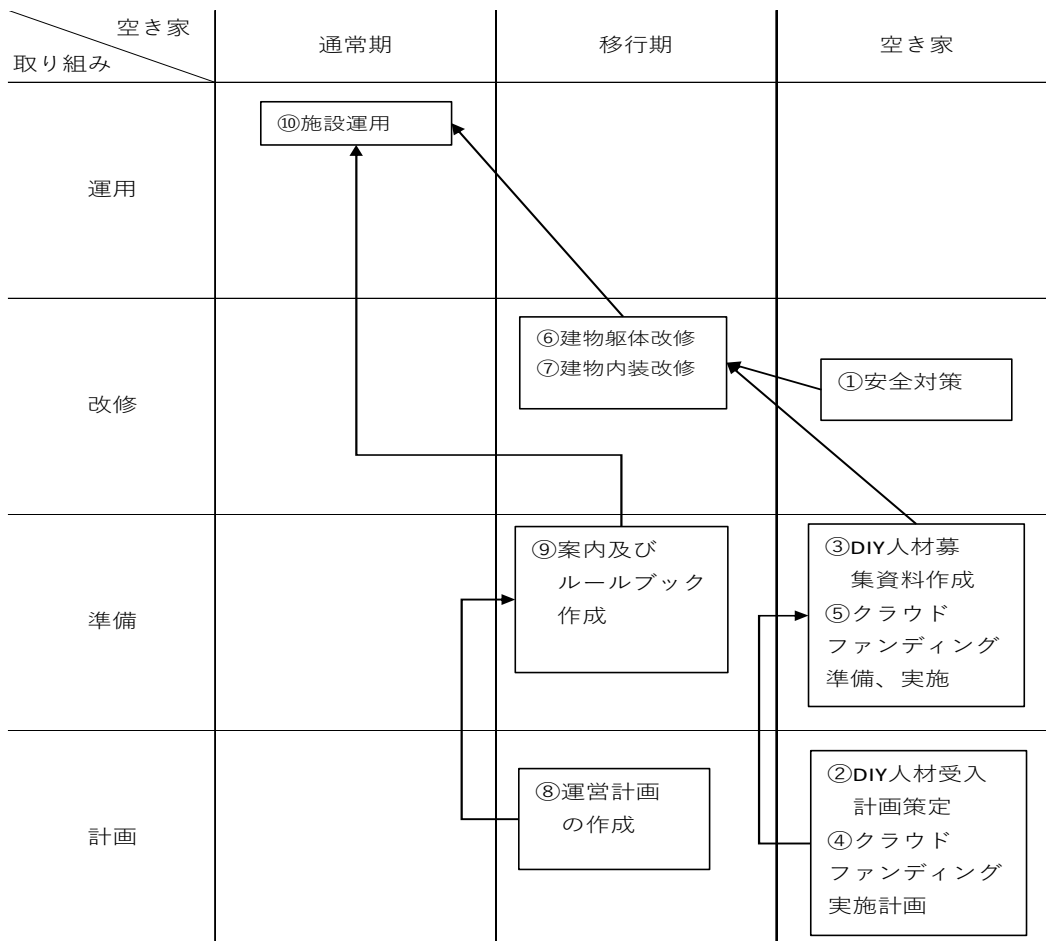 空き家
取り組み
通常期
移行期
空き家
運用
⑩施設運用
改修
⑥建物躯体改修
⑦建物内装改修
①安全対策
準備
⑨案内及び
ルールブック
作成
③DIY人材募
集資料作成
⑤クラウド
ファンディング
準備、実施
計画
⑧運営計画
の作成
②DIY人材受入
計画策定
④クラウド
ファンディング
実施計画